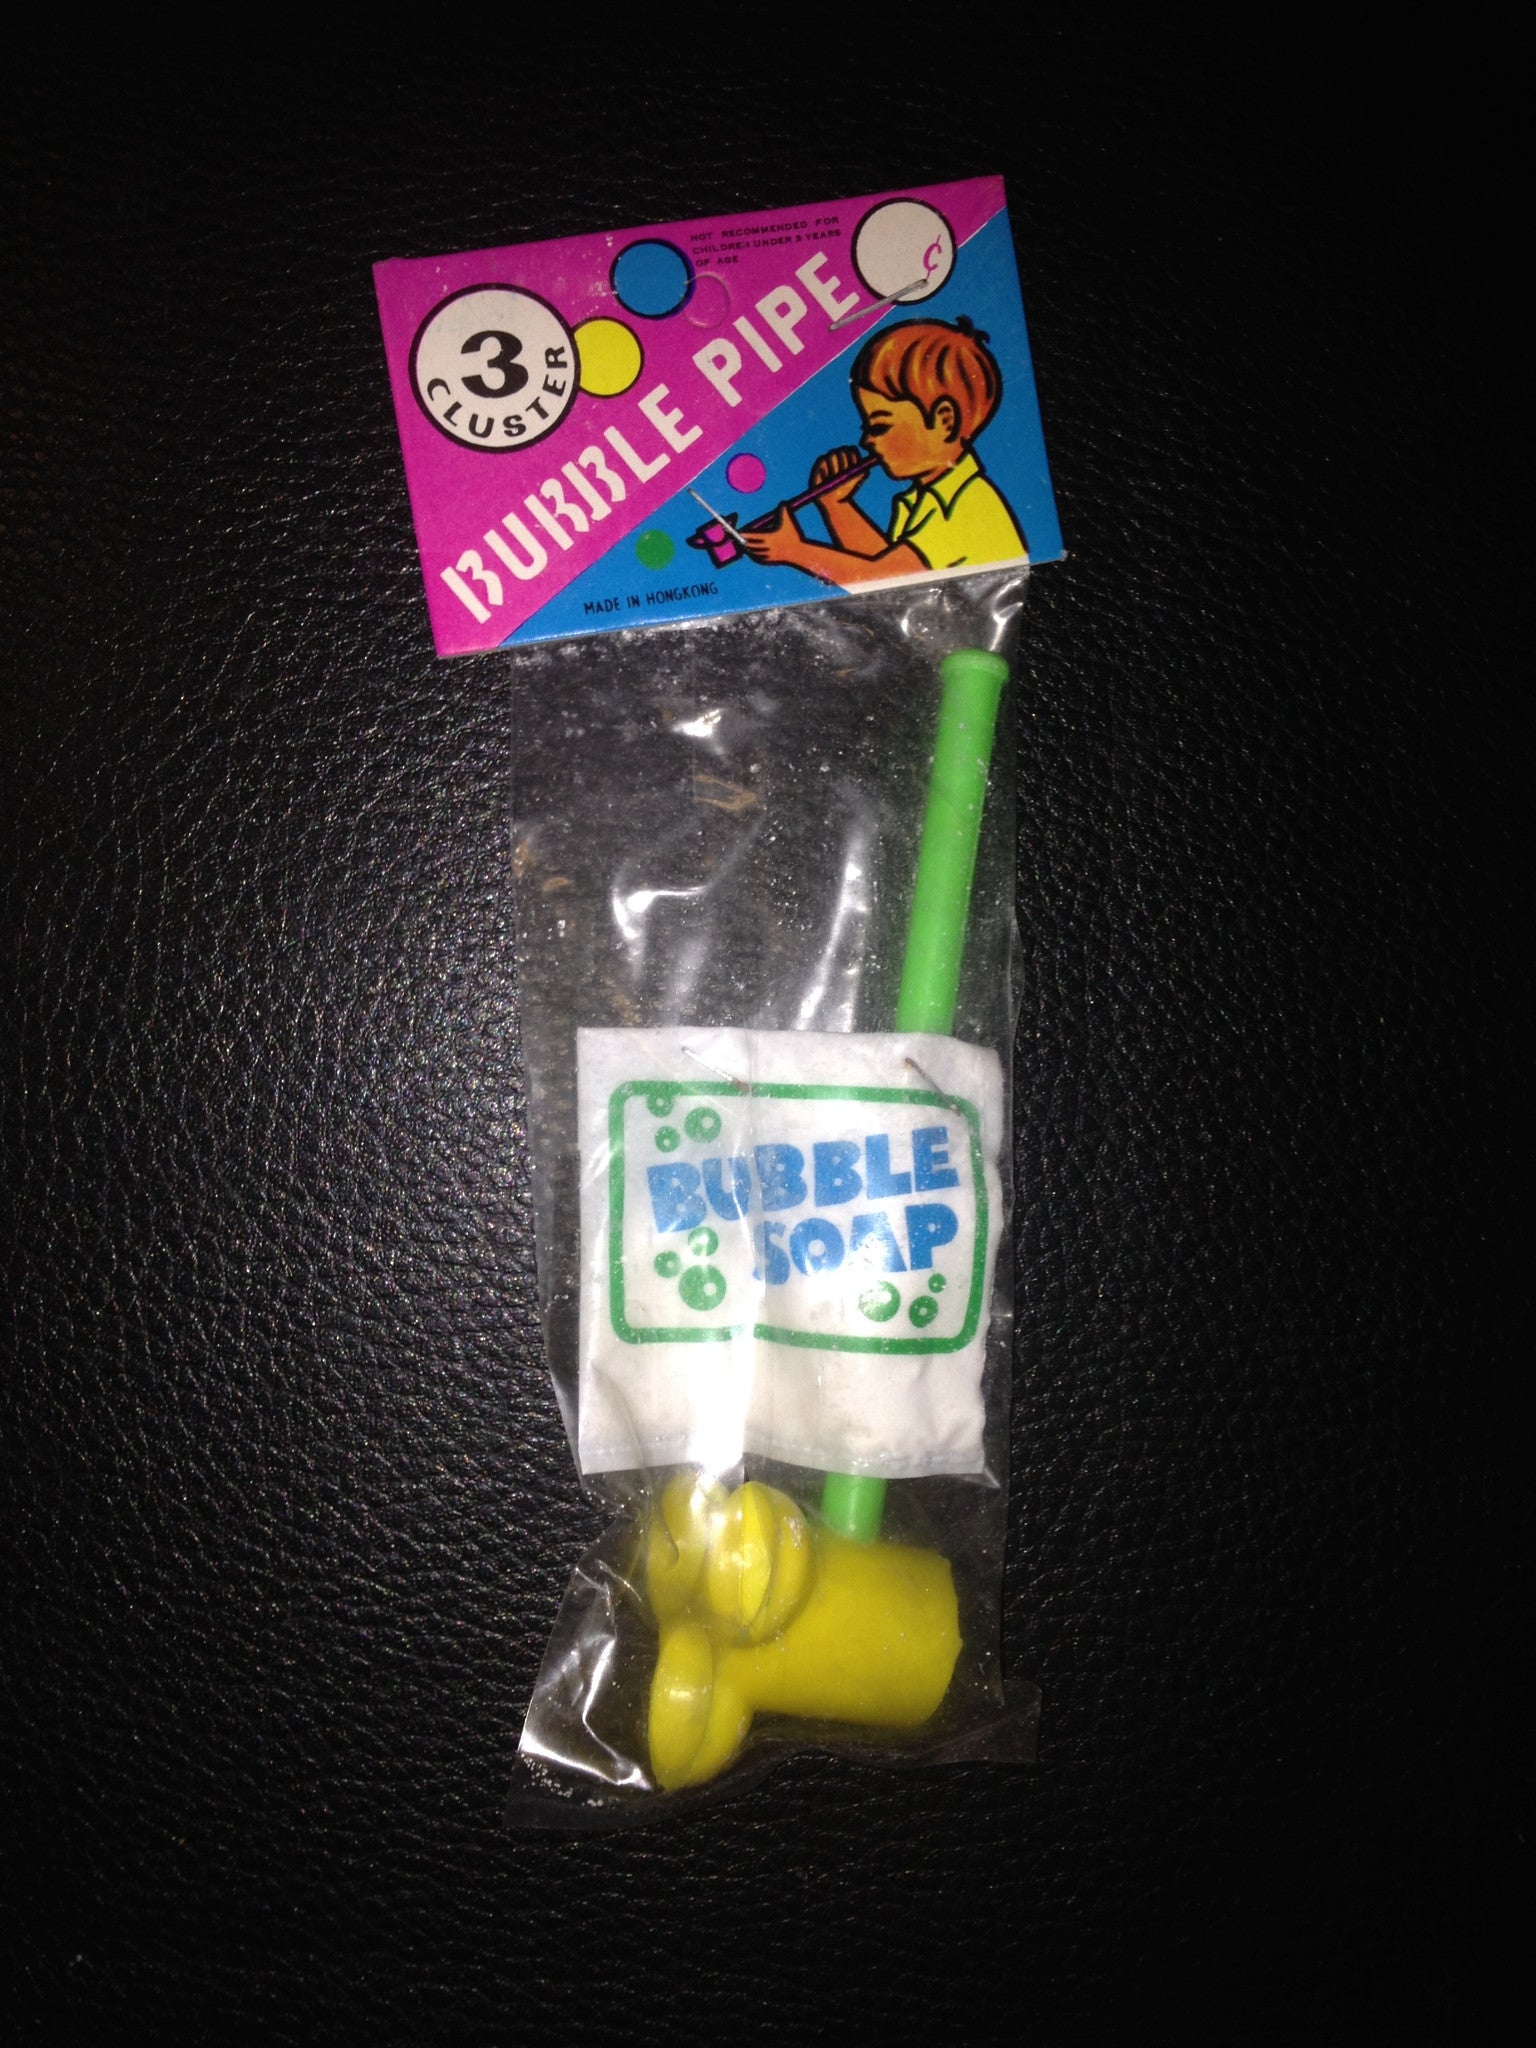 3
CLUSTER
NOT RECOMMENDED FOR
CHILDREN UNDER 3 YEARS
OF AGE
¢
BUBBLE PIPE
MADE IN HONGKONG
BUBBLE
SOAP